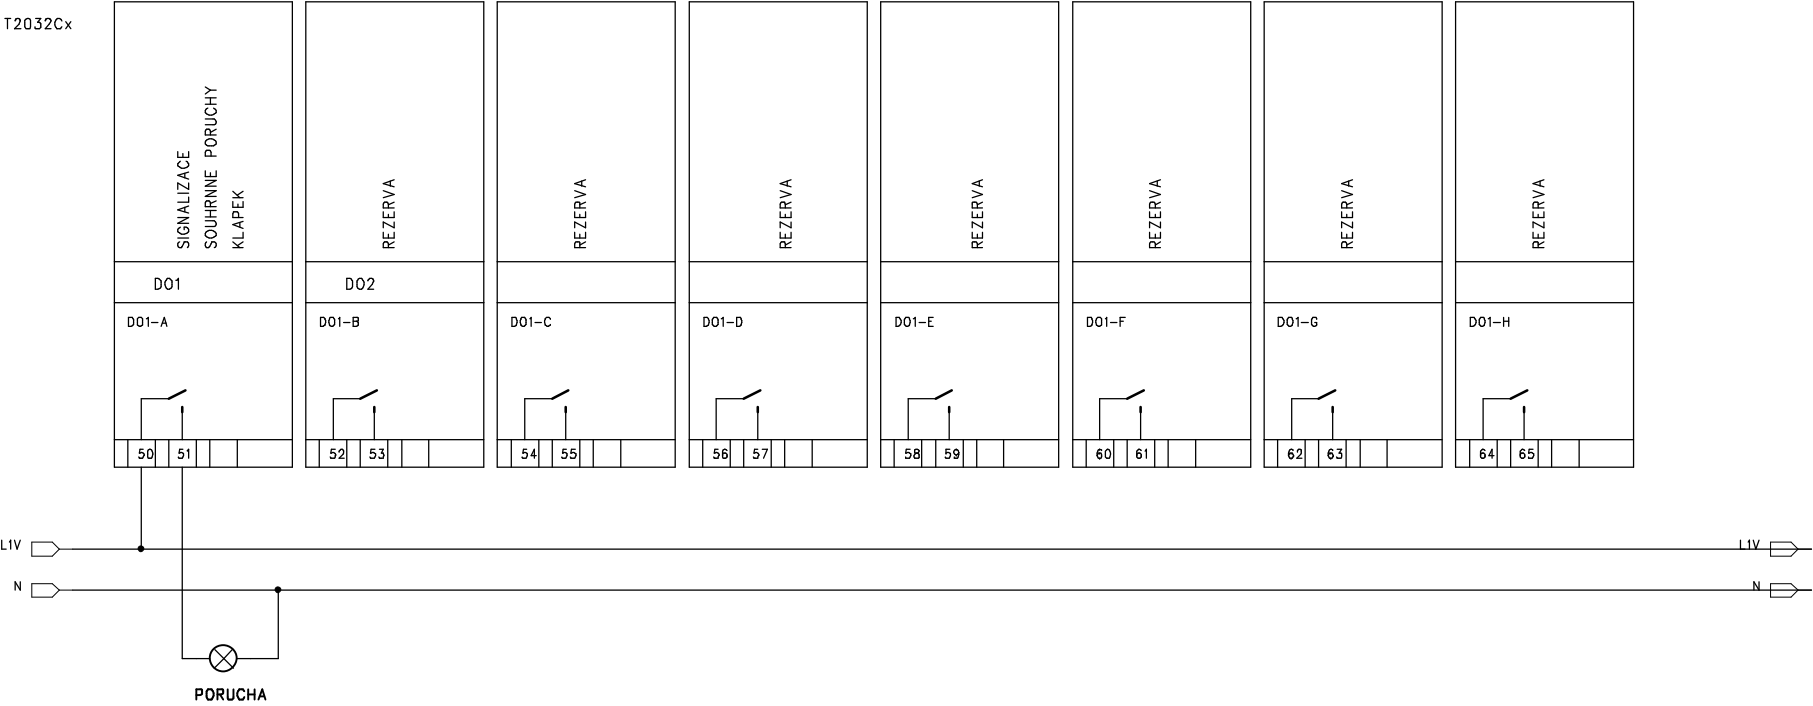 T2032Cx
SIGNALIZACE
SOUHRNNE PORUCHY
KLAPEK
REZERVA
REZERVA
REZERVA
REZERVA
REZERVA
REZERVA
REZERVA
DO1
DO2
DO1-A
DO1-B
DO1-C
DO1-D
DO1-E
DO1-F
DO1-G
DO1-H
50 51
52 53
54 55
56 57
58 59
60 61
62 63
64 65
L1V
L1V
N
N
PORUCHA